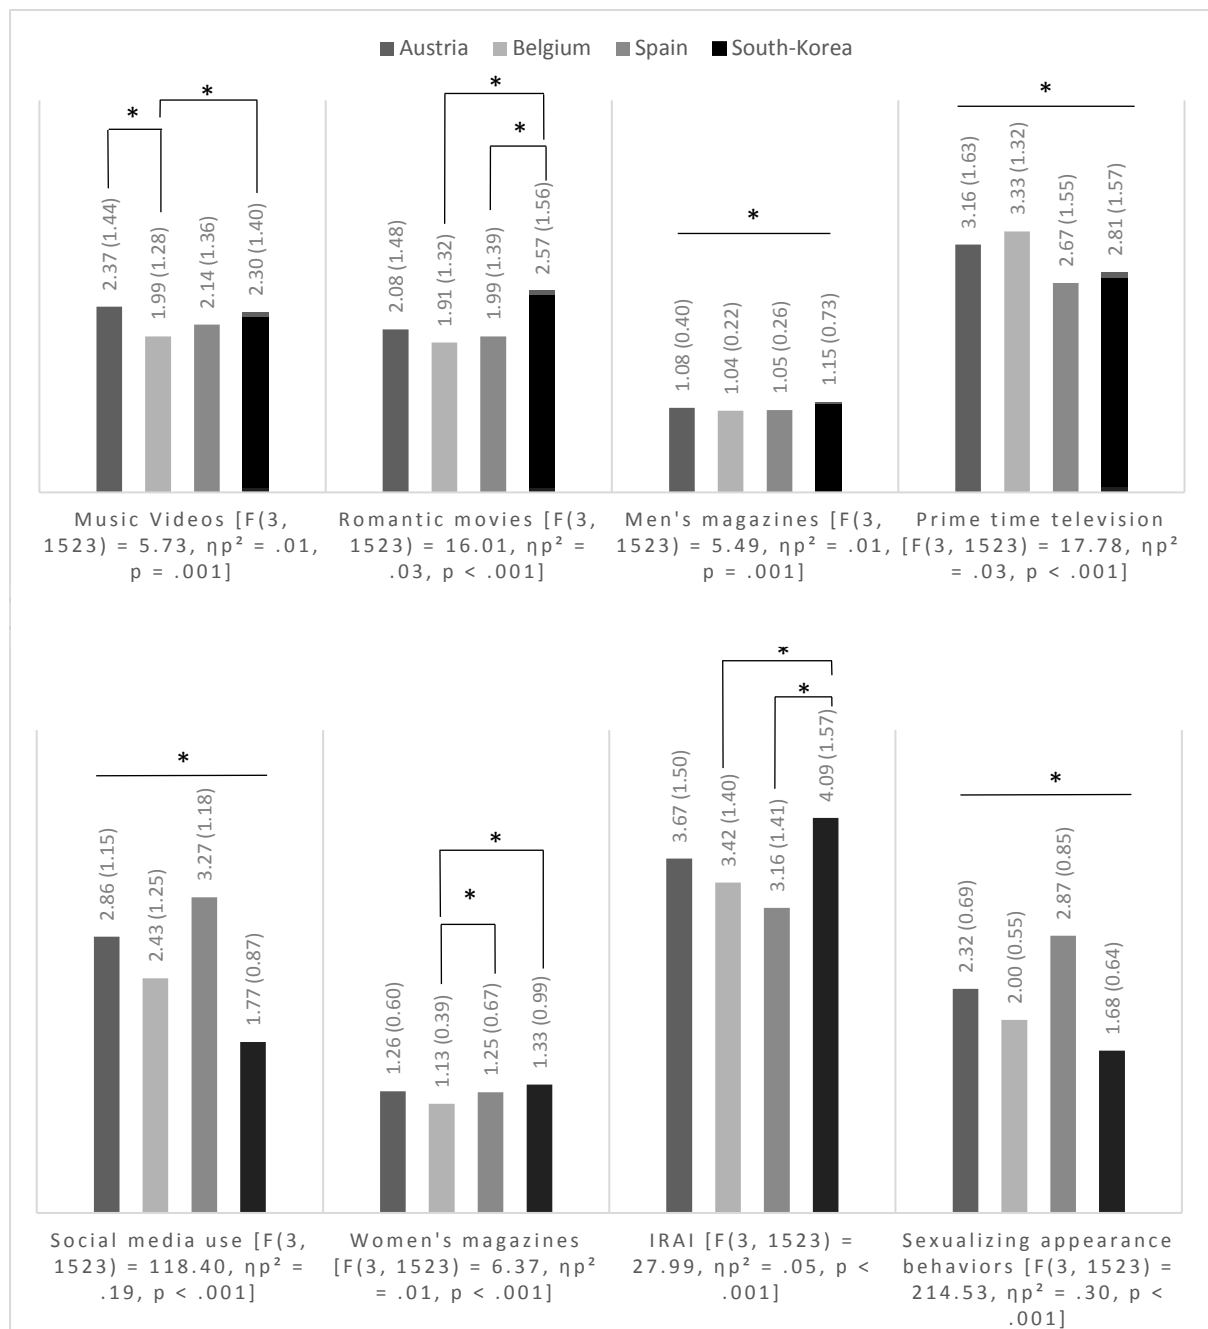 Austria Belgium Spain South-Korea
* * * * * *
2.37 (1.44) 1.99 (1.28) 2.14 (1.36) 2.30 (1.40) 2.08 (1.48) 1.91 (1.32) 1.99 (1.39) 2.57 (1.56) 1.08 (0.40) 1.04 (0.22) 1.05 (0.26) 1.15 (0.73) 3.16 (1.63) 3.33 (1.32) 2.67 (1.55) 2.81 (1.57)
Music Videos [F(3,
1523) = 5.73, ηp² = .01,
p = .001]
Romantic movies [F(3,
1523) = 16.01, ηp² =
.03, p < .001]
Men's magazines [F(3,
1523) = 5.49, ηp² = .01,
p = .001]
Prime time television
[F(3, 1523) = 17.78, ηp²
= .03, p < .001]
* * * * * *
2.86 (1.15) 2.43 (1.25) 3.27 (1.18) 1.77 (0.87) 1.26 (0.60) 1.13 (0.39) 1.25 (0.67) 1.33 (0.99) 3.67 (1.50) 3.42 (1.40) 3.16 (1.41) 4.09 (1.57) 2.32 (0.69) 2.00 (0.55) 2.87 (0.85) 1.68 (0.64)
Social media use [F(3,
1523) = 118.40, ηp² =
.19, p < .001]
Women's magazines
[F(3, 1523) = 6.37, ηp²
= .01, p < .001]
IRAI [F(3, 1523) =
27.99, ηp² = .05, p <
.001]
Sexualizing appearance
behaviors [F(3, 1523) =
214.53, ηp² = .30, p <
.001]